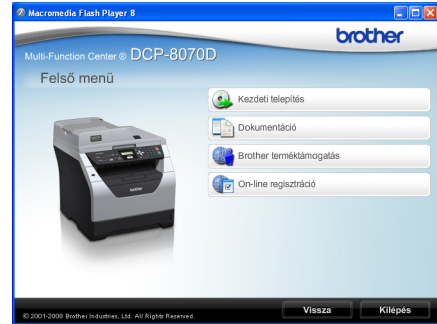 Macromedia Flash Player 8
brother
Multi-Function Center ® DCP-8070D
Felső menü
Kezdeti telepítés
Dokumentáció
Brother terméktámogatás
On-line regisztráció
brother
Vissza
Kilépés
© 2001-2008 Brother Industries, Ltd. All Rights Reserved.